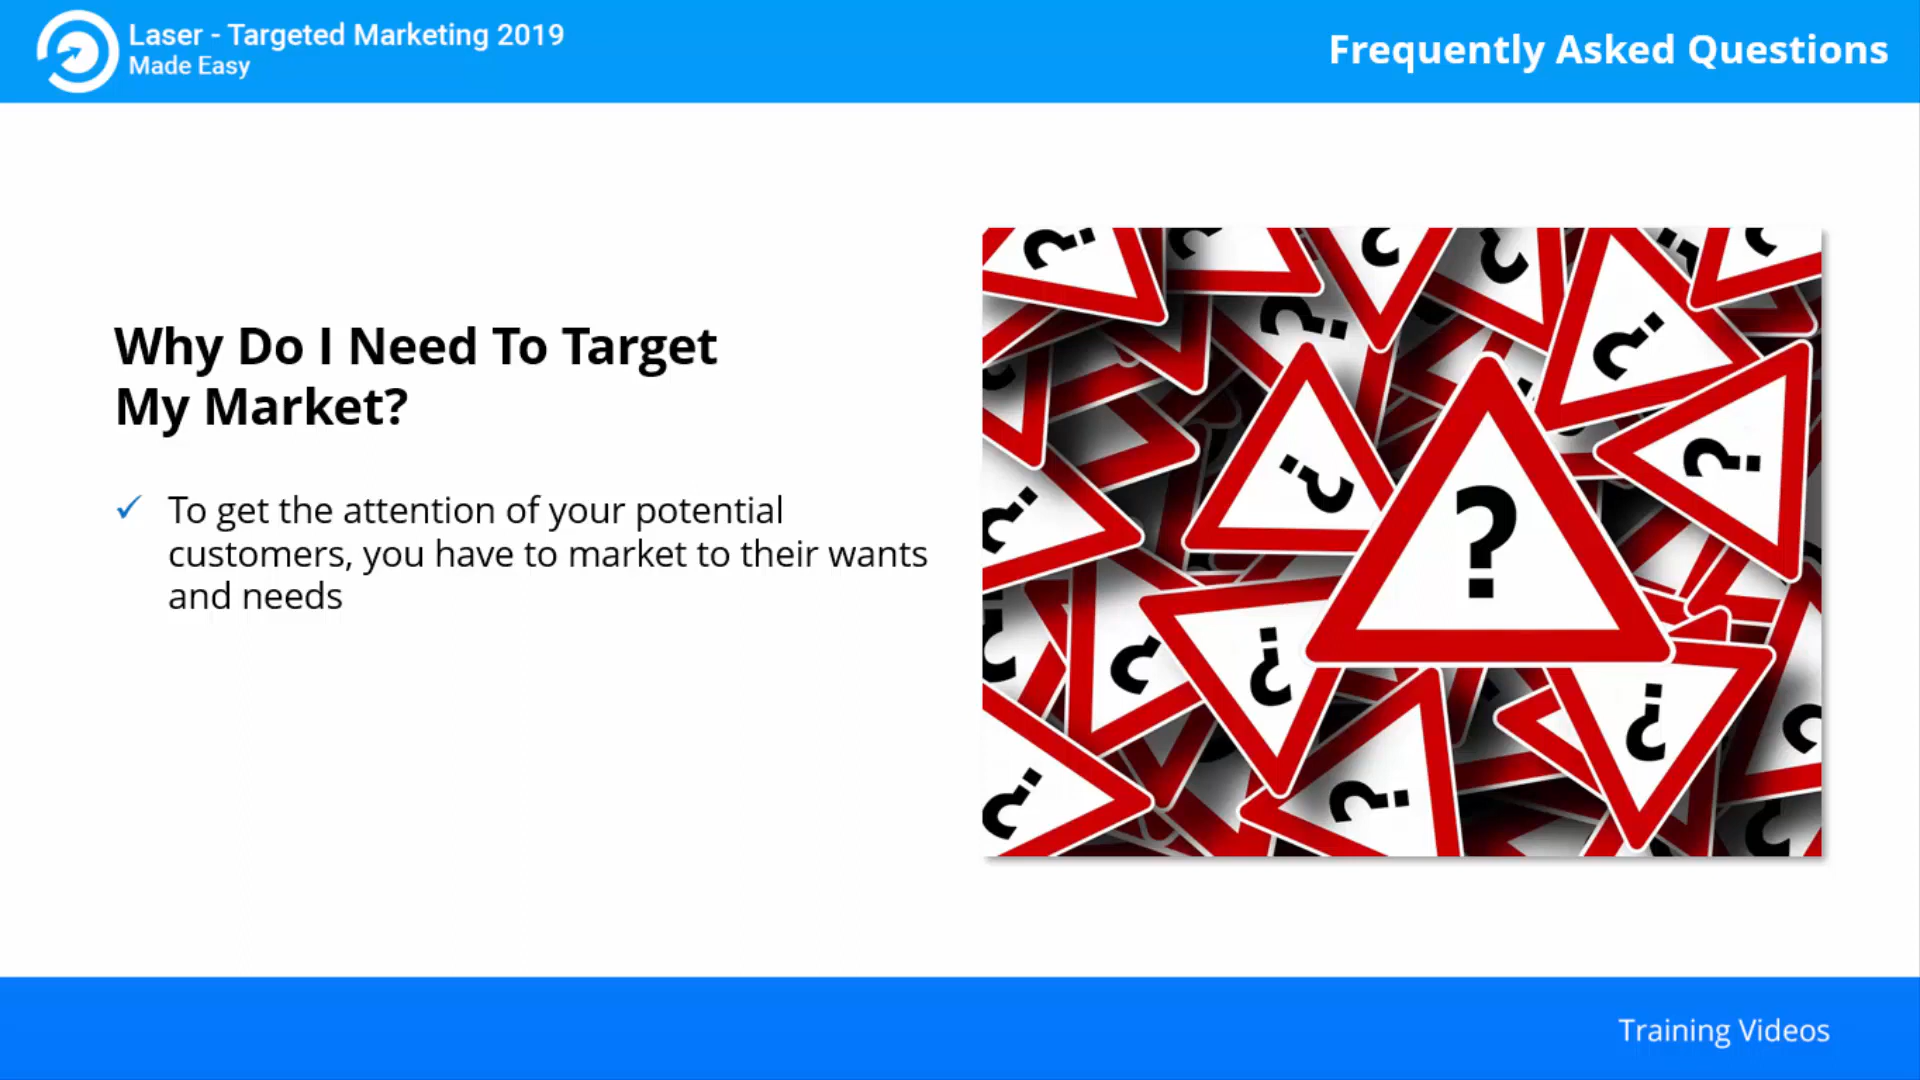 Laser - Targeted Marketing 2019
Made Easy
Frequently Asked Questions
Why Do I Need To Target
My Market?
✓ To get the attention of your potential
customers, you have to market to their wants
and needs
?
Training Videos